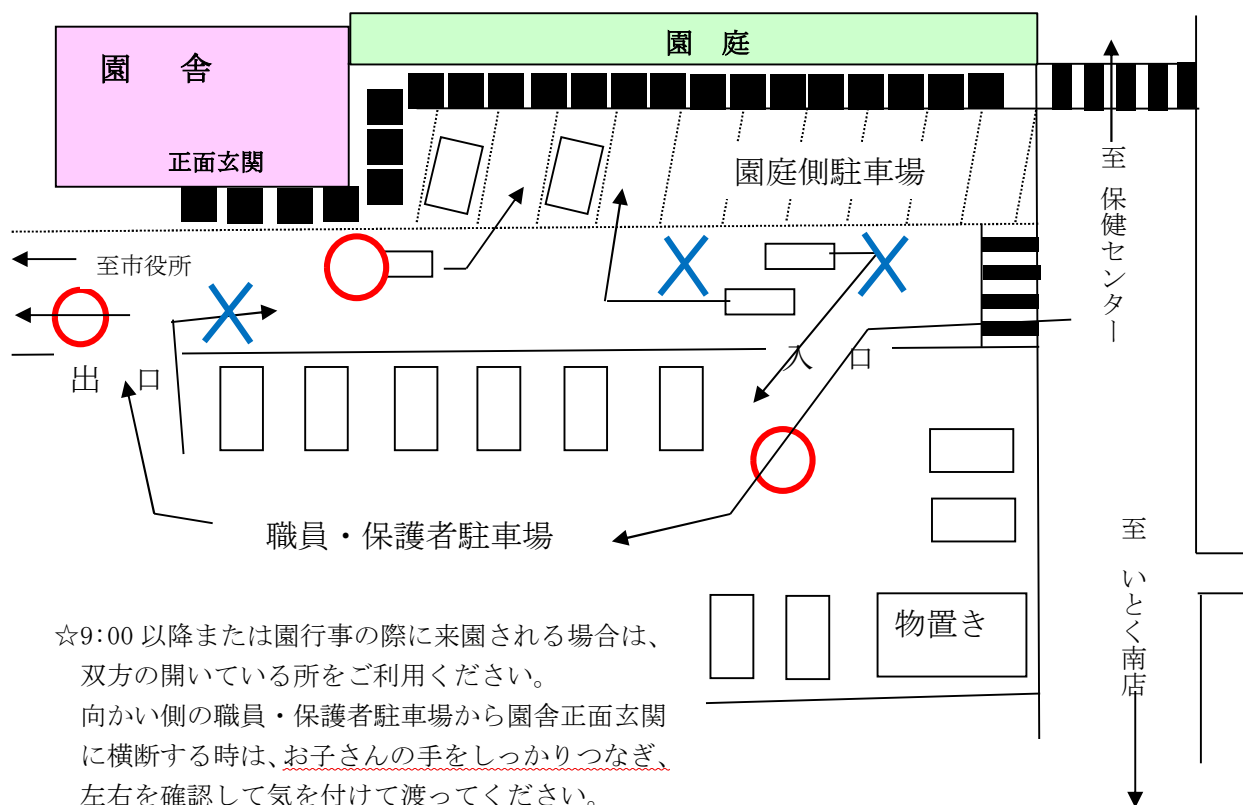 園庭
園舎
正面玄関
園庭側駐車場
至 保健センター
至市役所
入口
出口
職員・保護者駐車場
至 いとく南店
物置き
☆9:00 以降または園行事の際に来園される場合は、
双方の開いている所をご利用ください。
向かい側の職員・保護者駐車場から園舎正面玄関
に横断する時は、お子さんの手をしっかりつなぎ、
左右を確認して気を付けて渡ってください。